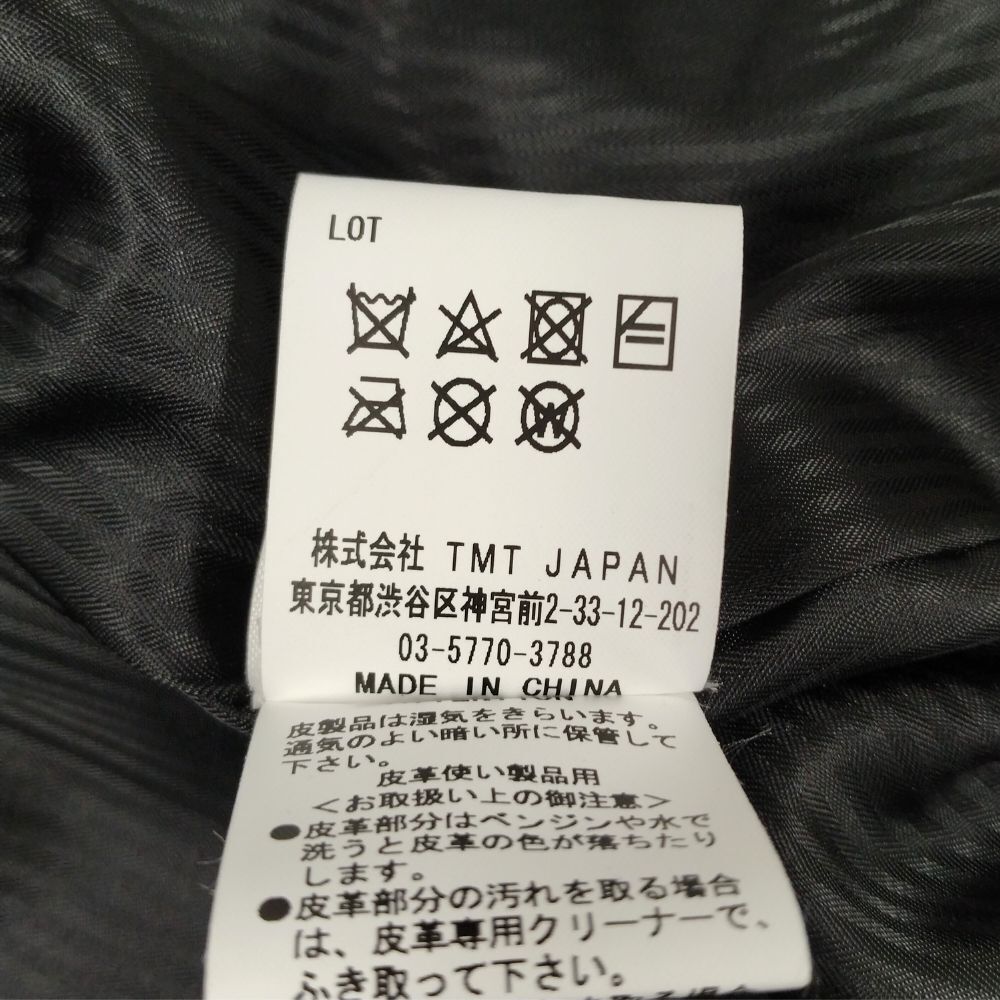 LOT
W
株式会社 TMT JAPAN
東京都渋谷区神宮前2-33-12-202
03-5770-3788
MADE IN CHINA
皮製品は湿気をきらいます。
通気のよい暗い所に保管して
下さい。
皮革使い製品用
＜お取扱い上の御注意＞
●皮革部分はベンジンや水で
洗うと皮革の色が落ちたり
します。
●皮革部分の汚れを取る場合
は、皮革専用クリーナーで、
ふき取って下さい。